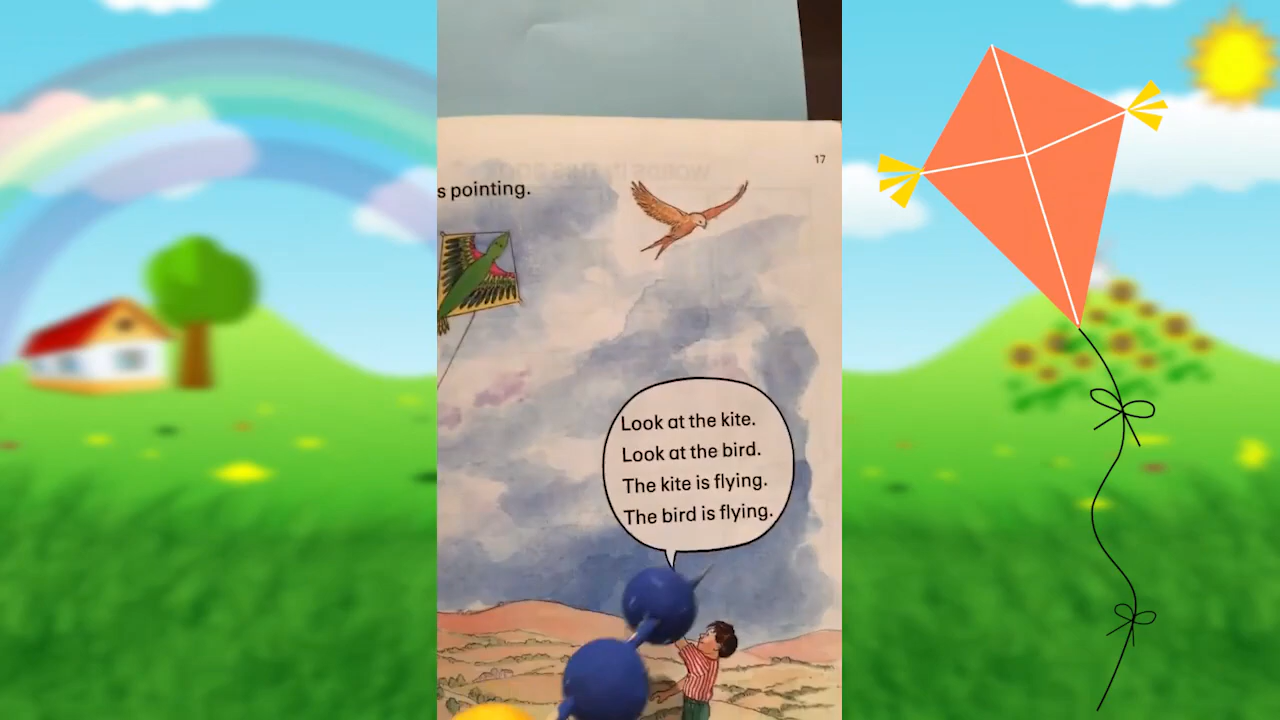 17
s pointing.
Look at the kite.
Look at the bird.
The kite is flying.
The bird is flying.